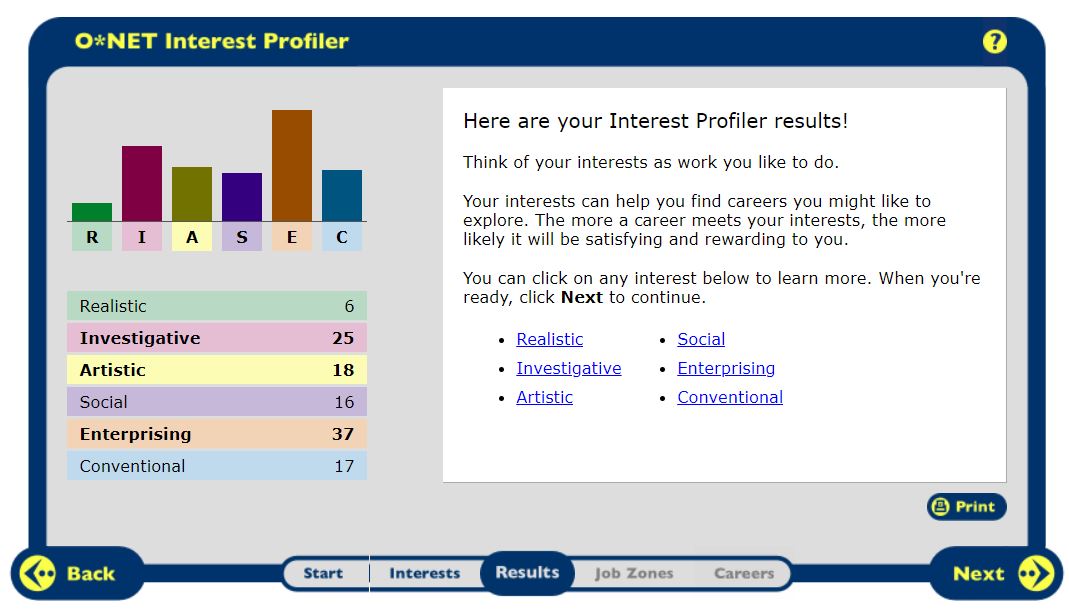 O*NET Interest Profiler
?
R I A S E C
Realistic 6
Investigative 25
Artistic 18
Social 16
Enterprising 37
Conventional 17
Here are your Interest Profiler results!
Think of your interests as work you like to do.
Your interests can help you find careers you might like to
explore. The more a career meets your interests, the more
likely it will be satisfying and rewarding to you.
You can click on any interest below to learn more. When you're
ready, click Next to continue.
• Realistic
• Investigative
• Artistic
• Social
• Enterprising
• Conventional
Print
Back
Start Interests Results Job Zones Careers
Next